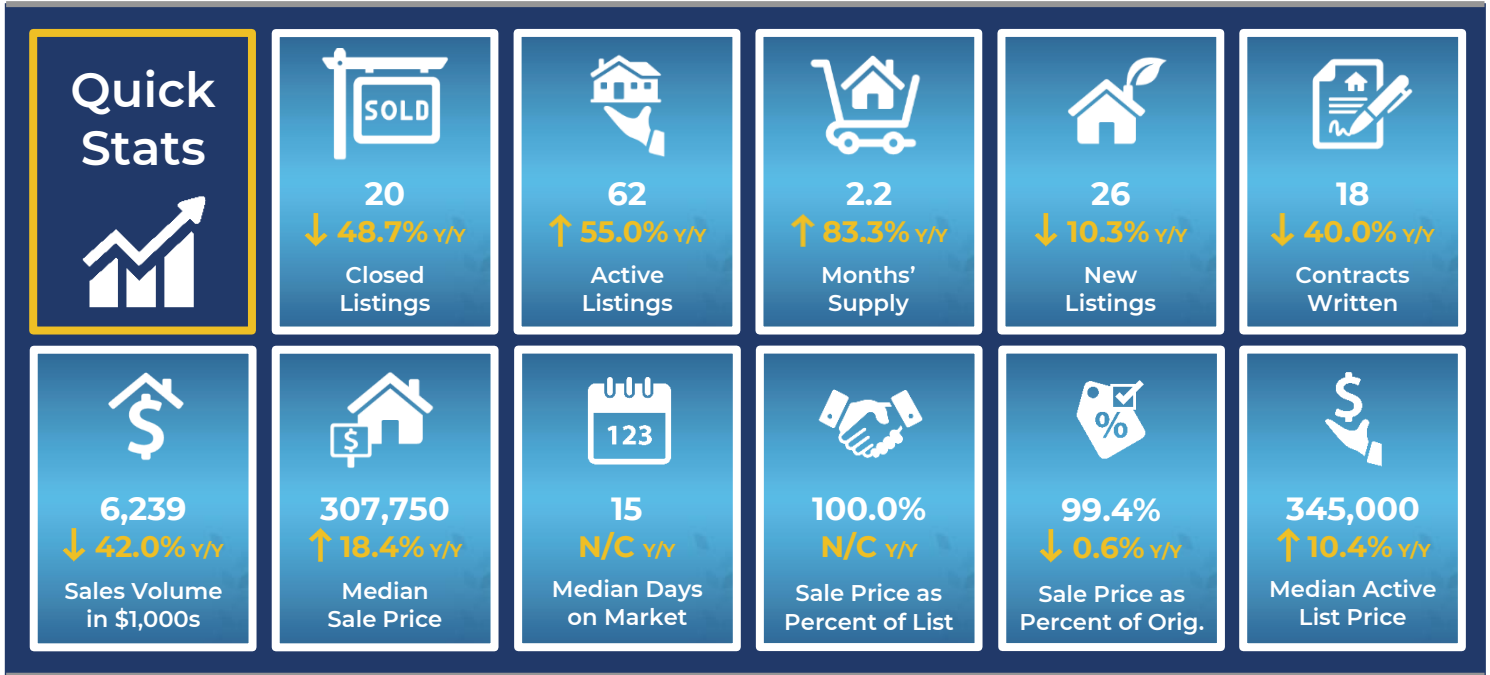 Quick
Stats
SOLD
20
↓ 48.7% Y/Y
Closed
Listings
62
↑ 55.0% Y/Y
Active
Listings
2.2
↑ 83.3% Y/Y
Months’
Supply
26
↓ 10.3% Y/Y
New
Listings
18
↓ 40.0% Y/Y
Contracts
Written
$
6,239
↓ 42.0% Y/Y
Sales Volume
in $1,000s
$
307,750
↑ 18.4% Y/Y
Median
Sale Price
123
15
N/C Y/Y
Median Days
on Market
100.0%
N/C Y/Y
Sale Price as
Percent of List
%
99.4%
↓ 0.6% Y/Y
Sale Price as
Percent of Orig.
$
345,000
↑ 10.4% Y/Y
Median Active
List Price